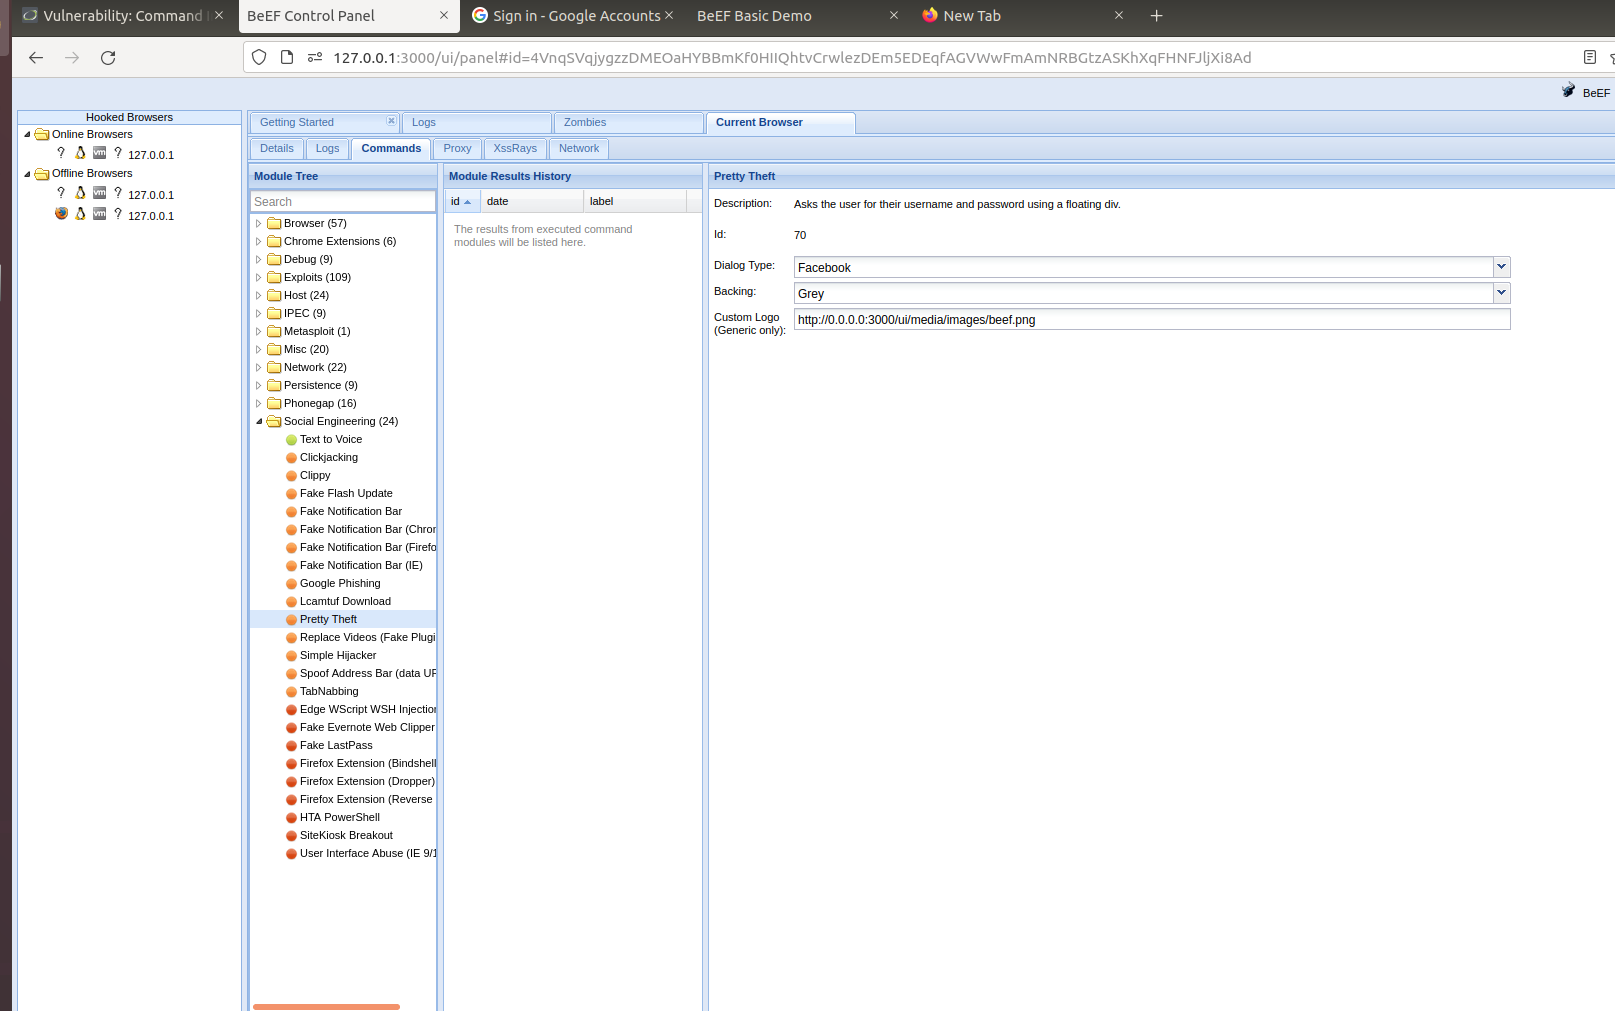 Vulnerability: Command
BeEF Control Panel
Sign in - Google Accounts
BeEF Basic Demo
New Tab
127.0.0.1:3000/ui/panel#id=4VnqSVqjygzzDMEOaHYBBmKf0HIIQhtvCrwlezDEm5EDEqfAGVWwFmAmNRBGtzASKhXqFHNFJljXi8Ad
BeEF
Hooked Browsers
Online Browsers
127.0.0.1
Offline Browsers
127.0.0.1
127.0.0.1
Getting Started
Logs
Zombies
Current Browser
Details
Logs
Commands
Proxy
XssRays
Network
Module Tree
Search
Browser (57)
Chrome Extensions (6)
Debug (9)
Exploits (109)
Host (24)
IPEC (9)
Metasploit (1)
Misc (20)
Network (22)
Persistence (9)
Phonegap (16)
Social Engineering (24)
Text to Voice
Clickjacking
Clippy
Fake Flash Update
Fake Notification Bar
Fake Notification Bar (Chror
Fake Notification Bar (Firefo
Fake Notification Bar (IE)
Google Phishing
Lcamtuf Download
Pretty Theft
Replace Videos (Fake Plugi
Simple Hijacker
Spoof Address Bar (data UF
TabNabbing
Edge WScript WSH Injection
Fake Evernote Web Clipper
Fake LastPass
Firefox Extension (Bindshell
Firefox Extension (Dropper)
Firefox Extension (Reverse
HTA PowerShell
SiteKiosk Breakout
User Interface Abuse (IE 9/1
Module Results History
id
date
label
The results from executed command
modules will be listed here.
Pretty Theft
Description:
Asks the user for their username and password using a floating div.
Id:
70
Dialog Type:
Facebook
Backing:
Grey
Custom Logo
(Generic only):
http://0.0.0.0:3000/ui/media/images/beef.png